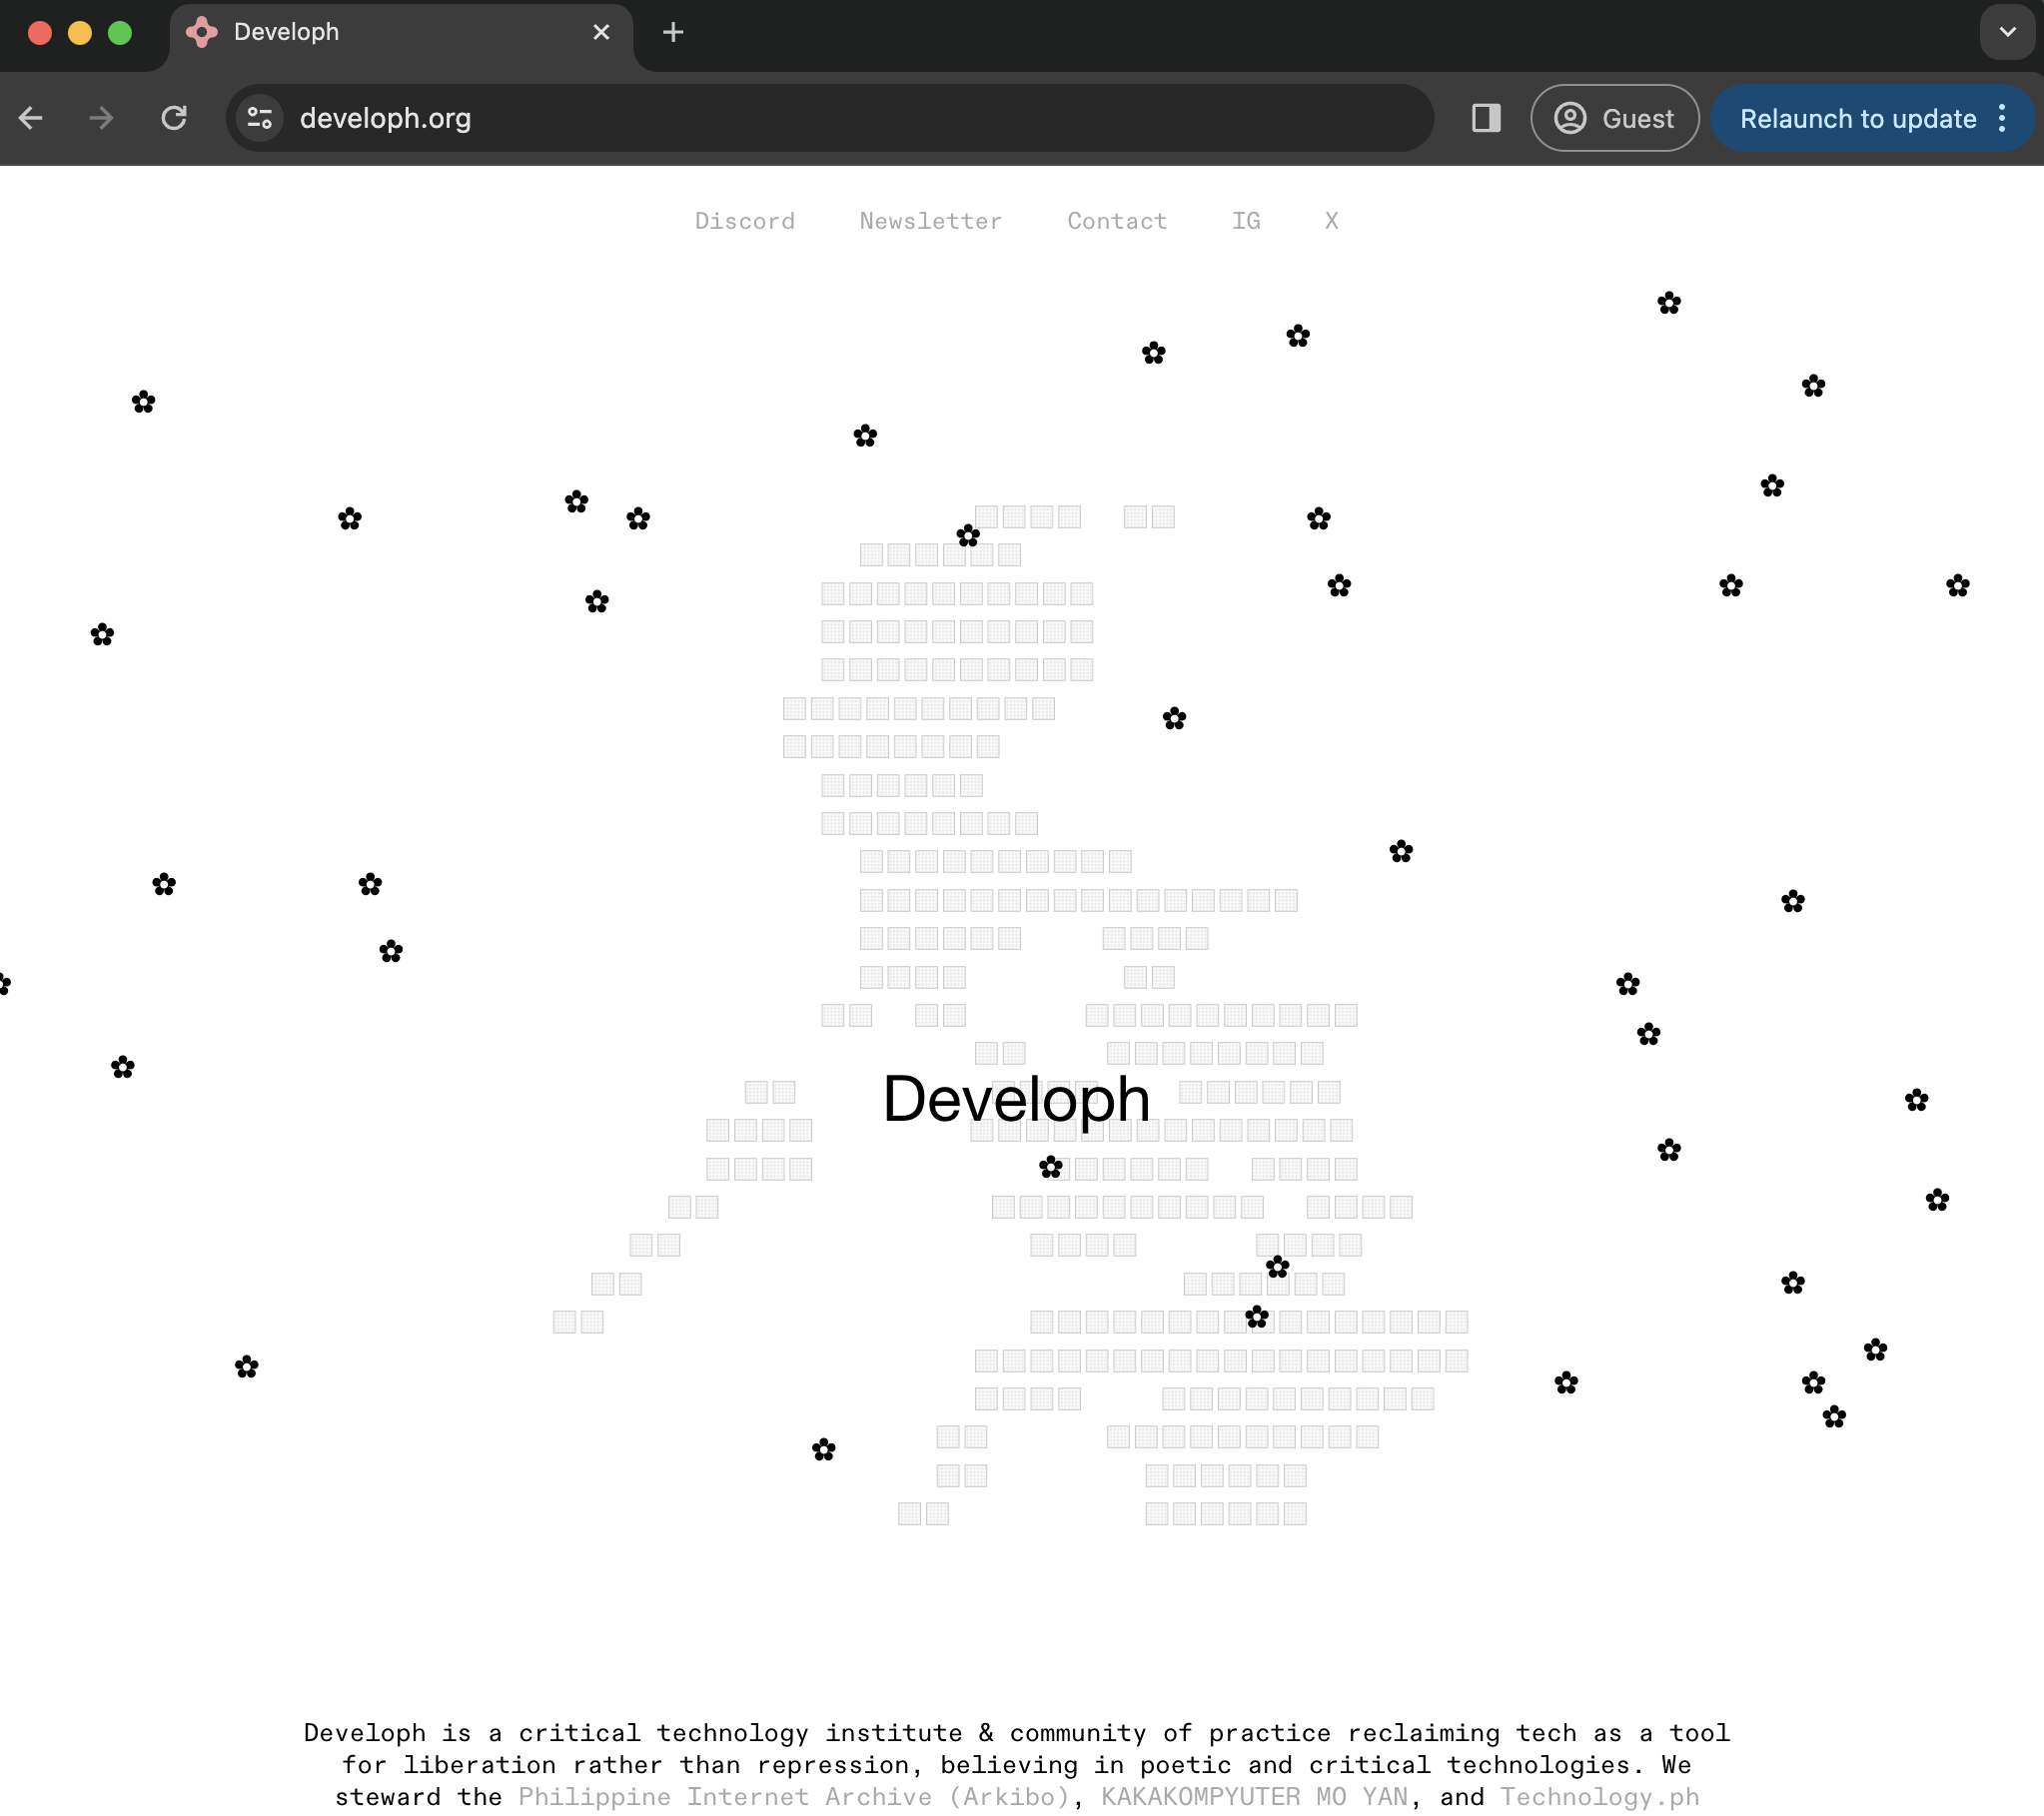 Developh
developh.org
Guest
Relaunch to update
Discord Newsletter Contact IG X
Developh
Developh is a critical technology institute & community of practice reclaiming tech as a tool
for liberation rather than repression, believing in poetic and critical technologies. We
steward the Philippine Internet Archive (Arkibo), KAKAKOMPYUTER MO YAN, and Technology.ph